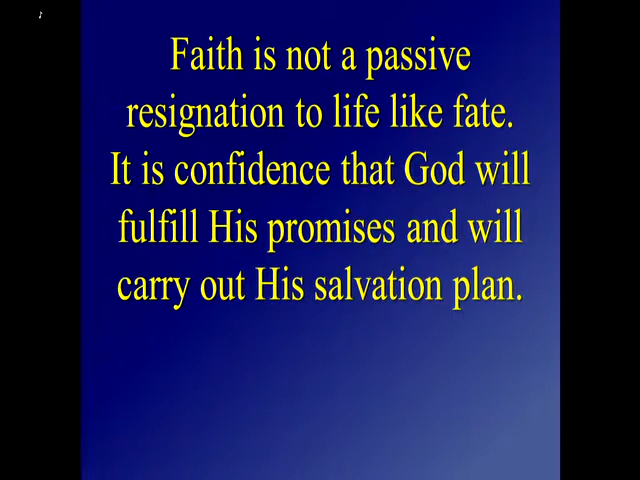 Faith is not a passive
resignation to life like fate.
It is confidence that God will
fulfill His promises and will
carry out His salvation plan.